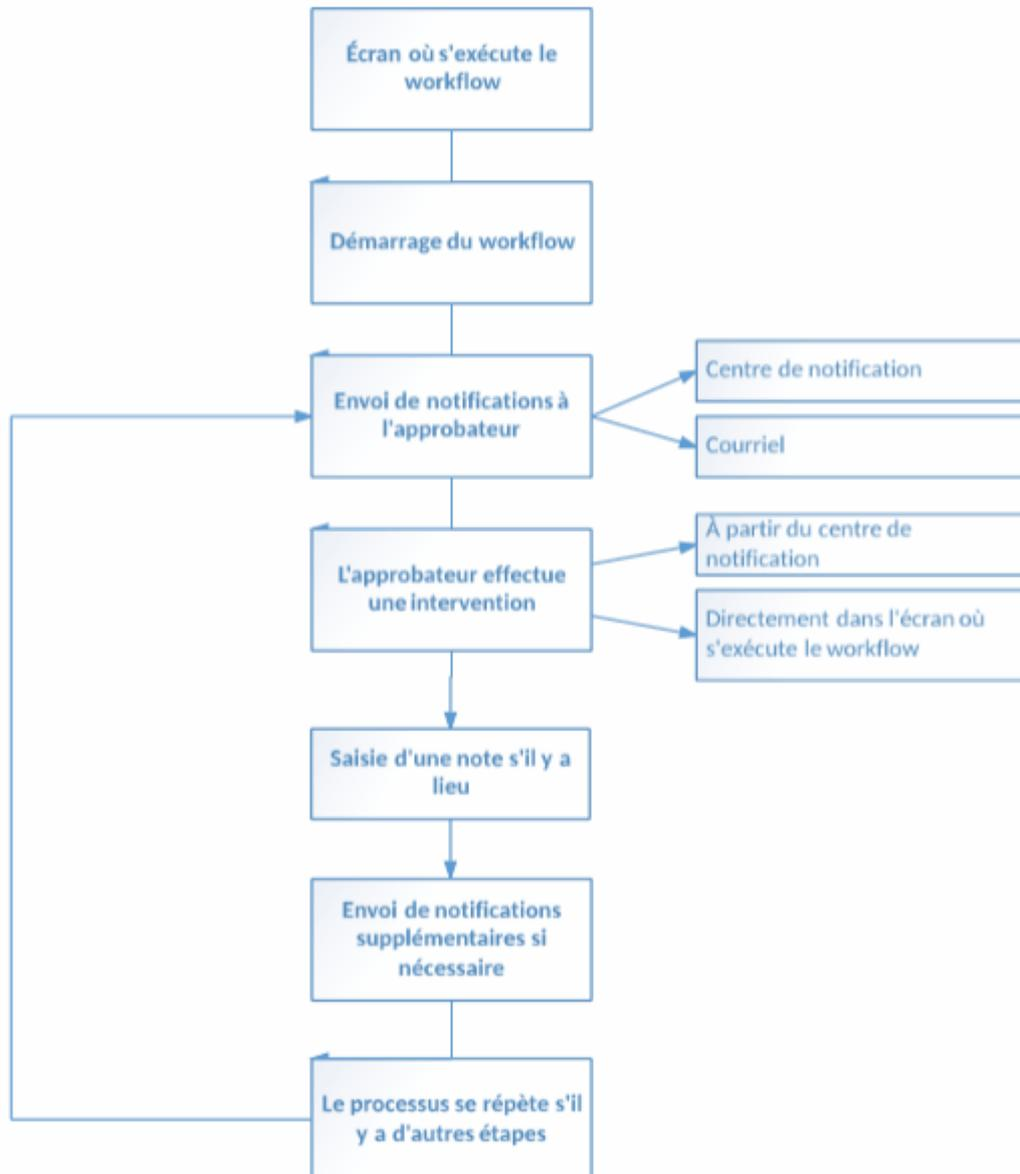 Écran où s'exécute le
workflow
Démarrage du workflow
Envoi de notifications à
l'approbateur
Centre de notification
Courriel
L'approbateur effectue
une intervention
À partir du centre de
notification
Directement dans l'écran où
s'exécute le workflow
Saisie d'une note s'il y a
lieu
Envoi de notifications
supplémentaires si
nécessaire
Le processus se répète s'il
y a d'autres étapes